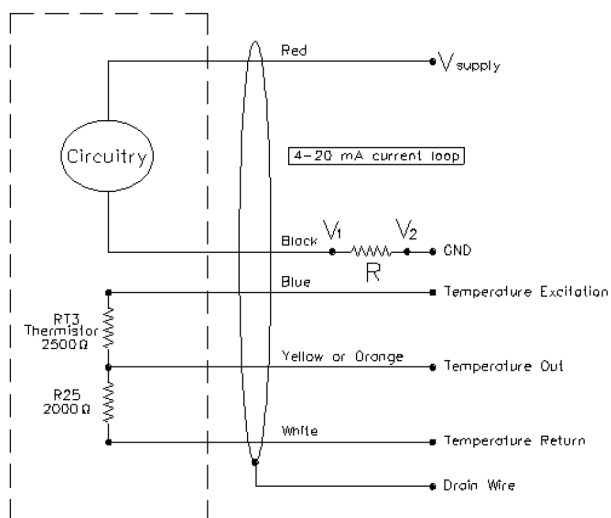 Red
V supply
Circuitry
4-20 mA current loop
V1
V2
Black
GND
R
Blue
Temperature Excitation
RT3
Thermistor
2500Ω
Yellow or Orange
Temperature Out
R25
2000Ω
White
Temperature Return
Drain Wire